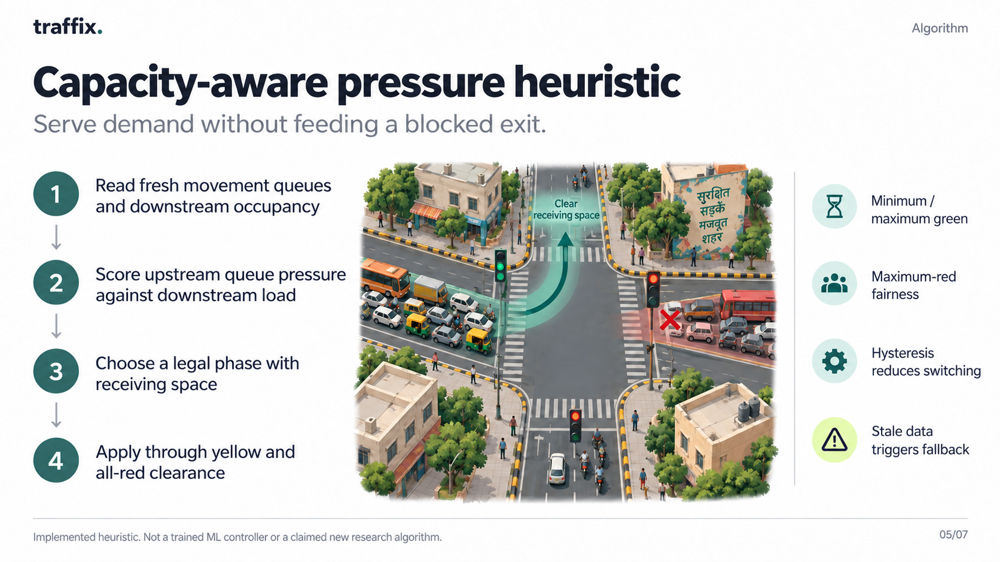 traffix.
Algorithm
Capacity-aware pressure heuristic
Serve demand without feeding a blocked exit.
1
Read fresh movement queues
and downstream occupancy
2
Score upstream queue pressure
against downstream load
3
Choose a legal phase with
receiving space
4
Apply through yellow and
all-red clearance
Clear
receiving space
सुरक्षित
सड़कें
मजबूत
शहर
Minimum /
maximum green
Maximum-red
fairness
Hysteresis
reduces switching
Stale data
triggers fallback
Implemented heuristic. Not a trained ML controller or a claimed new research algorithm.
05/07